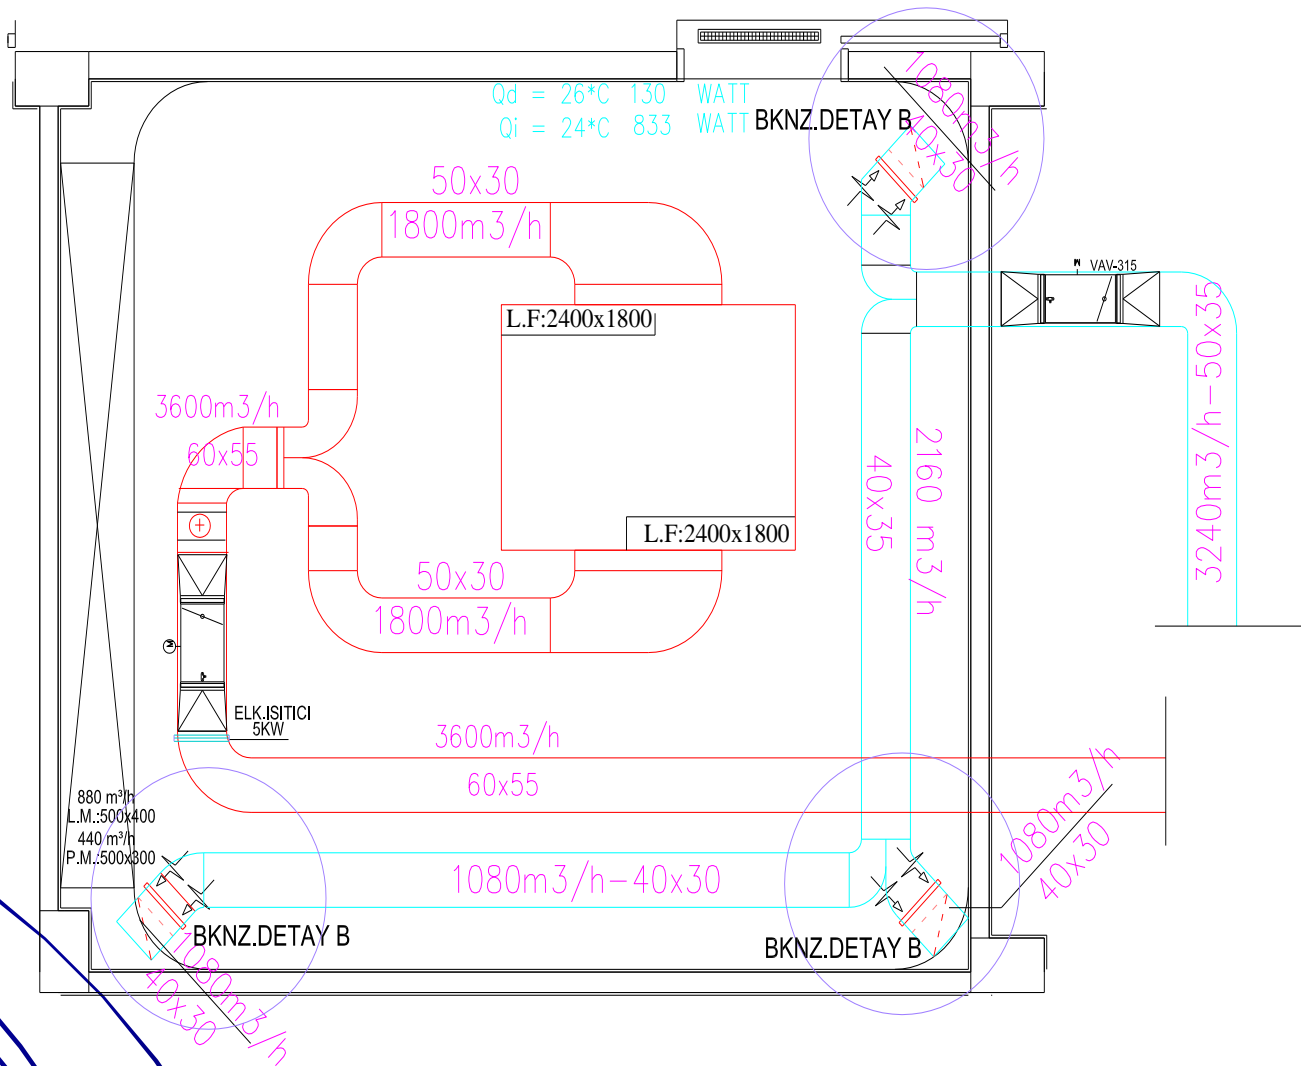 Qd = 26*C 130 WATT
Qi = 24*C 833 WATT
BKNZ.DETAY B
1080m3/h
40x30
50x30
1800m3/h
M
VAV-315
L.F:2400x1800
3600m3/h
60x55
2160 m3/h
40x35
3240m3/h-50x35
L.F:2400x1800
50x30
1800m3/h
M
ELK.ISITICI
5KW
3600m3/h
60x55
880 m³/h
L.M.:500x400
440 m³/h
P.M.:500x300
1080m3/h
40x30
1080m3/h-40x30
BKNZ.DETAY B
BKNZ.DETAY B
1080m3/h
40x30